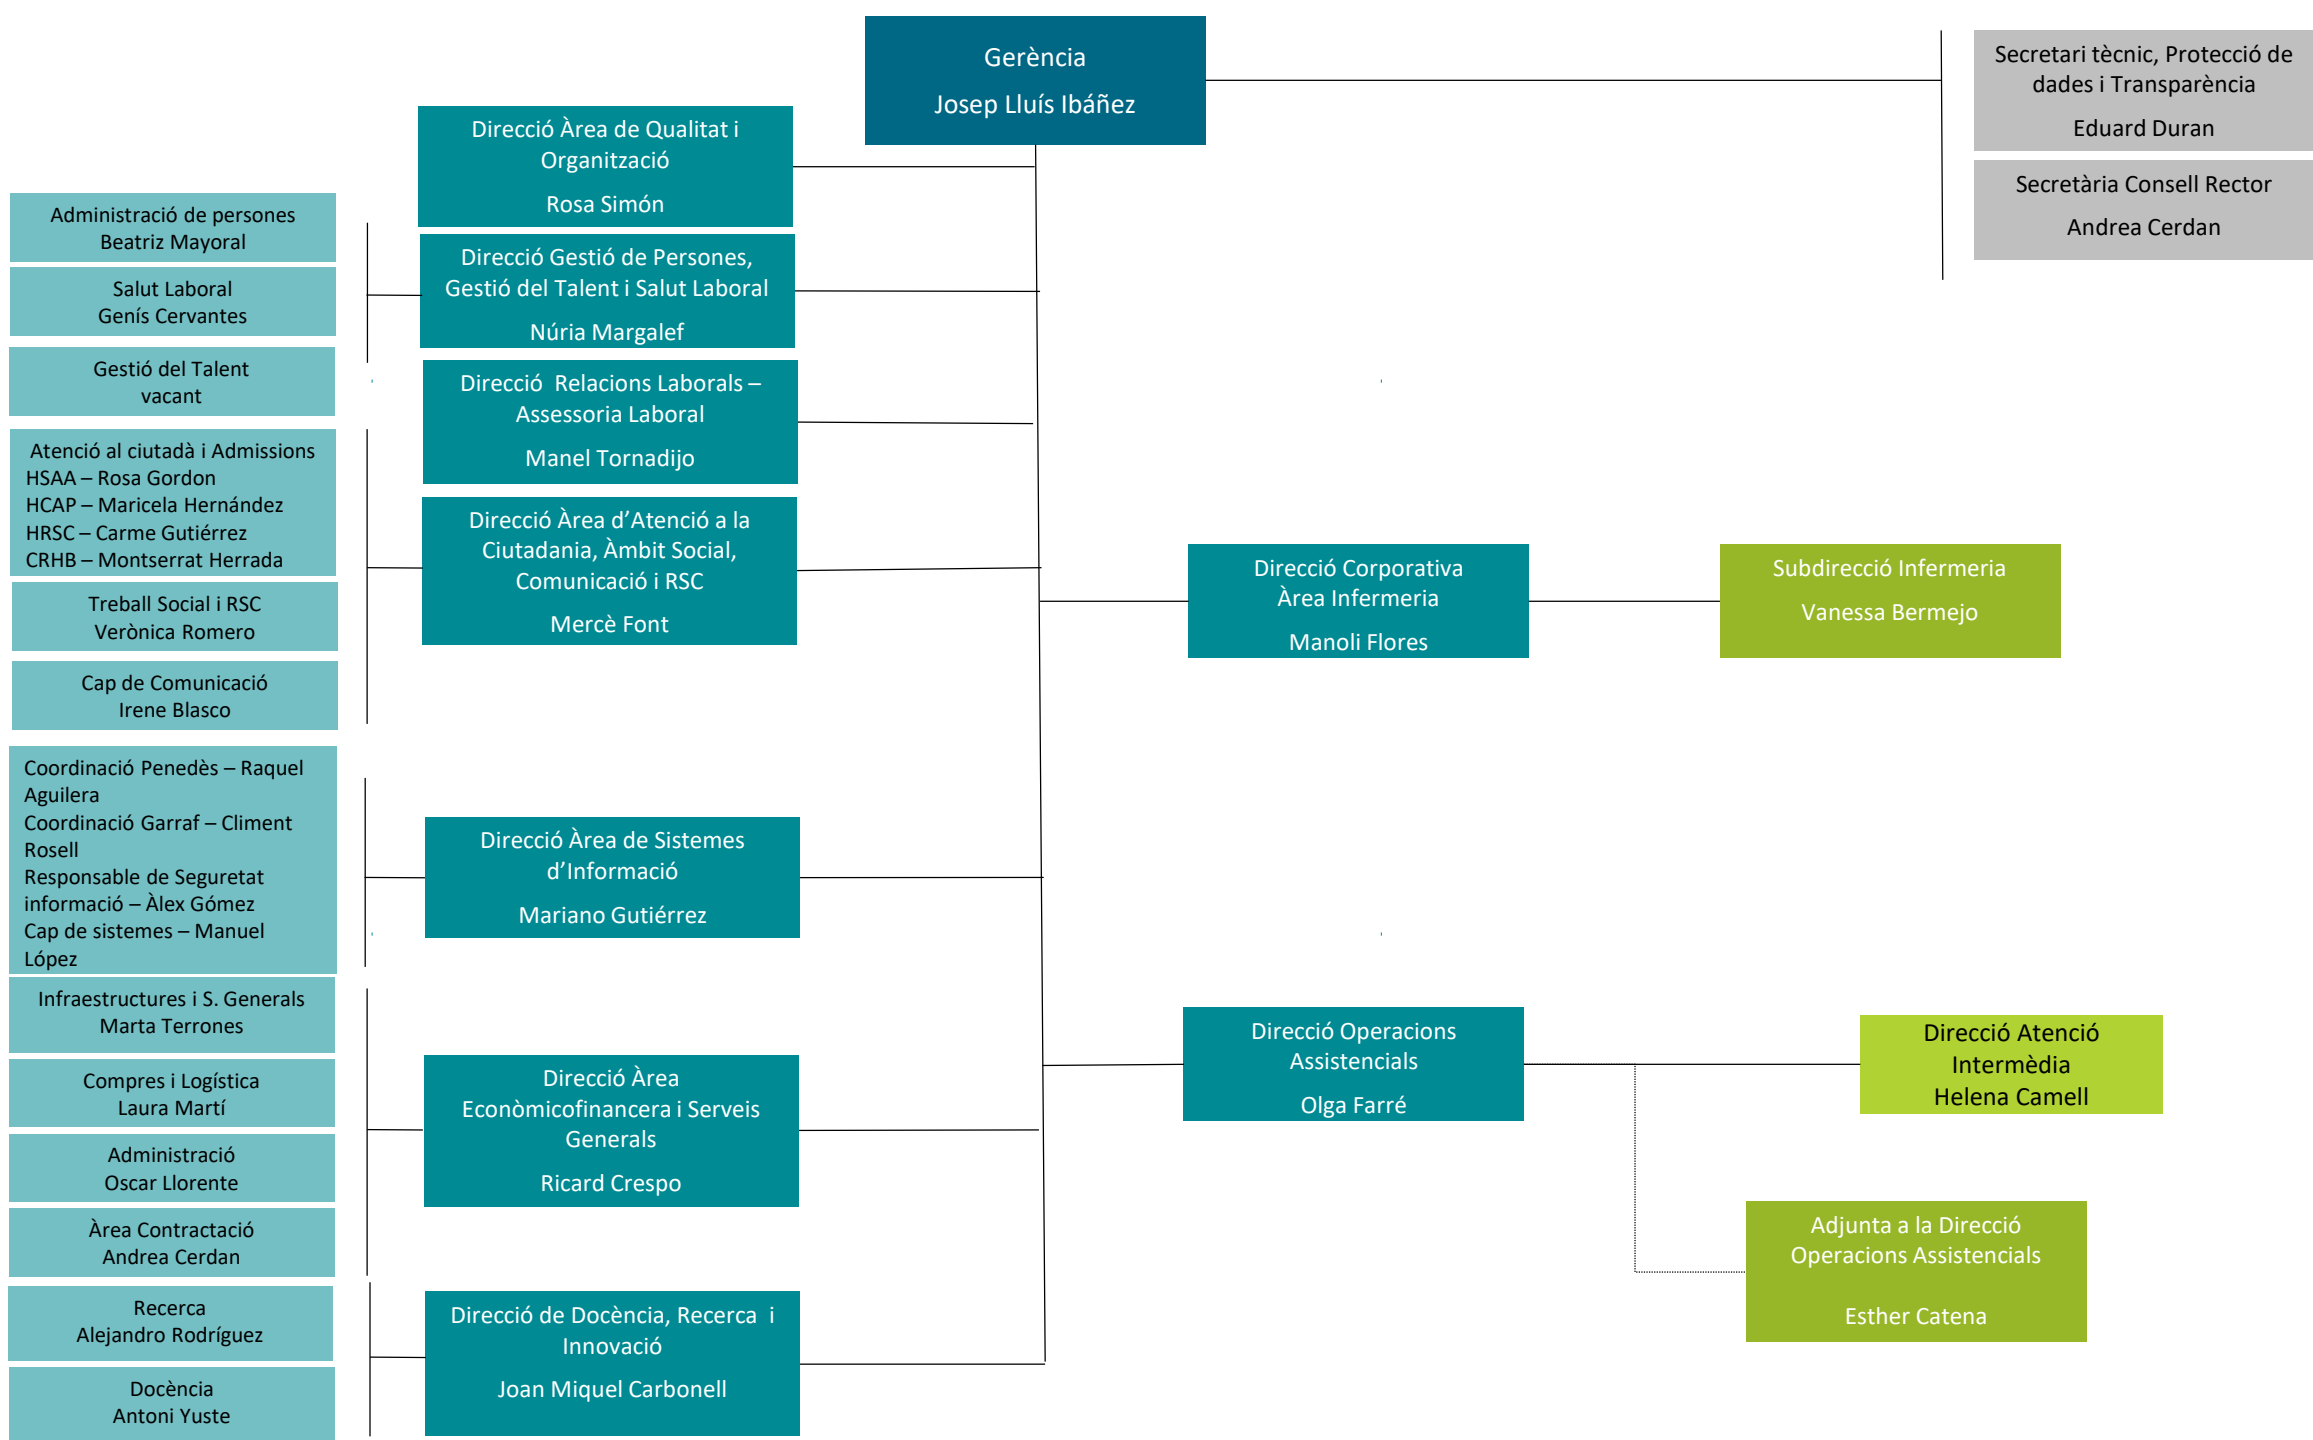 Gerència
Josep Lluís Ibáñez
Secretari tècnic, Protecció de
dades i Transparència
Eduard Duran
Secretària Consell Rector
Andrea Cerdan
Direcció Àrea de Qualitat i
Organització
Rosa Simón
Administració de persones
Beatriz Mayoral
Salut Laboral
Genís Cervantes
Gestió del Talent
vacant
Direcció Gestió de Persones,
Gestió del Talent i Salut Laboral
Núria Margalef
Direcció Relacions Laborals –
Assessoria Laboral
Manel Tornadijo
Atenció al ciutadà i Admissions
HSAA – Rosa Gordon
HCAP – Maricela Hernández
HRSC – Carme Gutiérrez
CRHB – Montserrat Herrada
Treball Social i RSC
Verònica Romero
Cap de Comunicació
Irene Blasco
Direcció Àrea d’Atenció a la
Ciutadania, Àmbit Social,
Comunicació i RSC
Mercè Font
Direcció Corporativa
Àrea Infermeria
Manoli Flores
Subdirecció Infermeria
Vanessa Bermejo
Coordinació Penedès – Raquel
Aguilera
Coordinació Garraf – Climent
Rosell
Responsable de Seguretat
informació – Àlex Gómez
Cap de sistemes – Manuel
López
Direcció Àrea de Sistemes
d’Informació
Mariano Gutiérrez
Infraestructures i S. Generals
Marta Terrones
Compres i Logística
Laura Martí
Administració
Oscar Llorente
Àrea Contractació
Andrea Cerdan
Direcció Àrea
Econòmicofinancera i Serveis
Generals
Ricard Crespo
Direcció Operacions
Assistencials
Olga Farré
Direcció Atenció
Intermèdia
Helena Camell
Adjunta a la Direcció
Operacions Assistencials
Esther Catena
Recerca
Alejandro Rodríguez
Docència
Antoni Yuste
Direcció de Docència, Recerca i
Innovació
Joan Miquel Carbonell